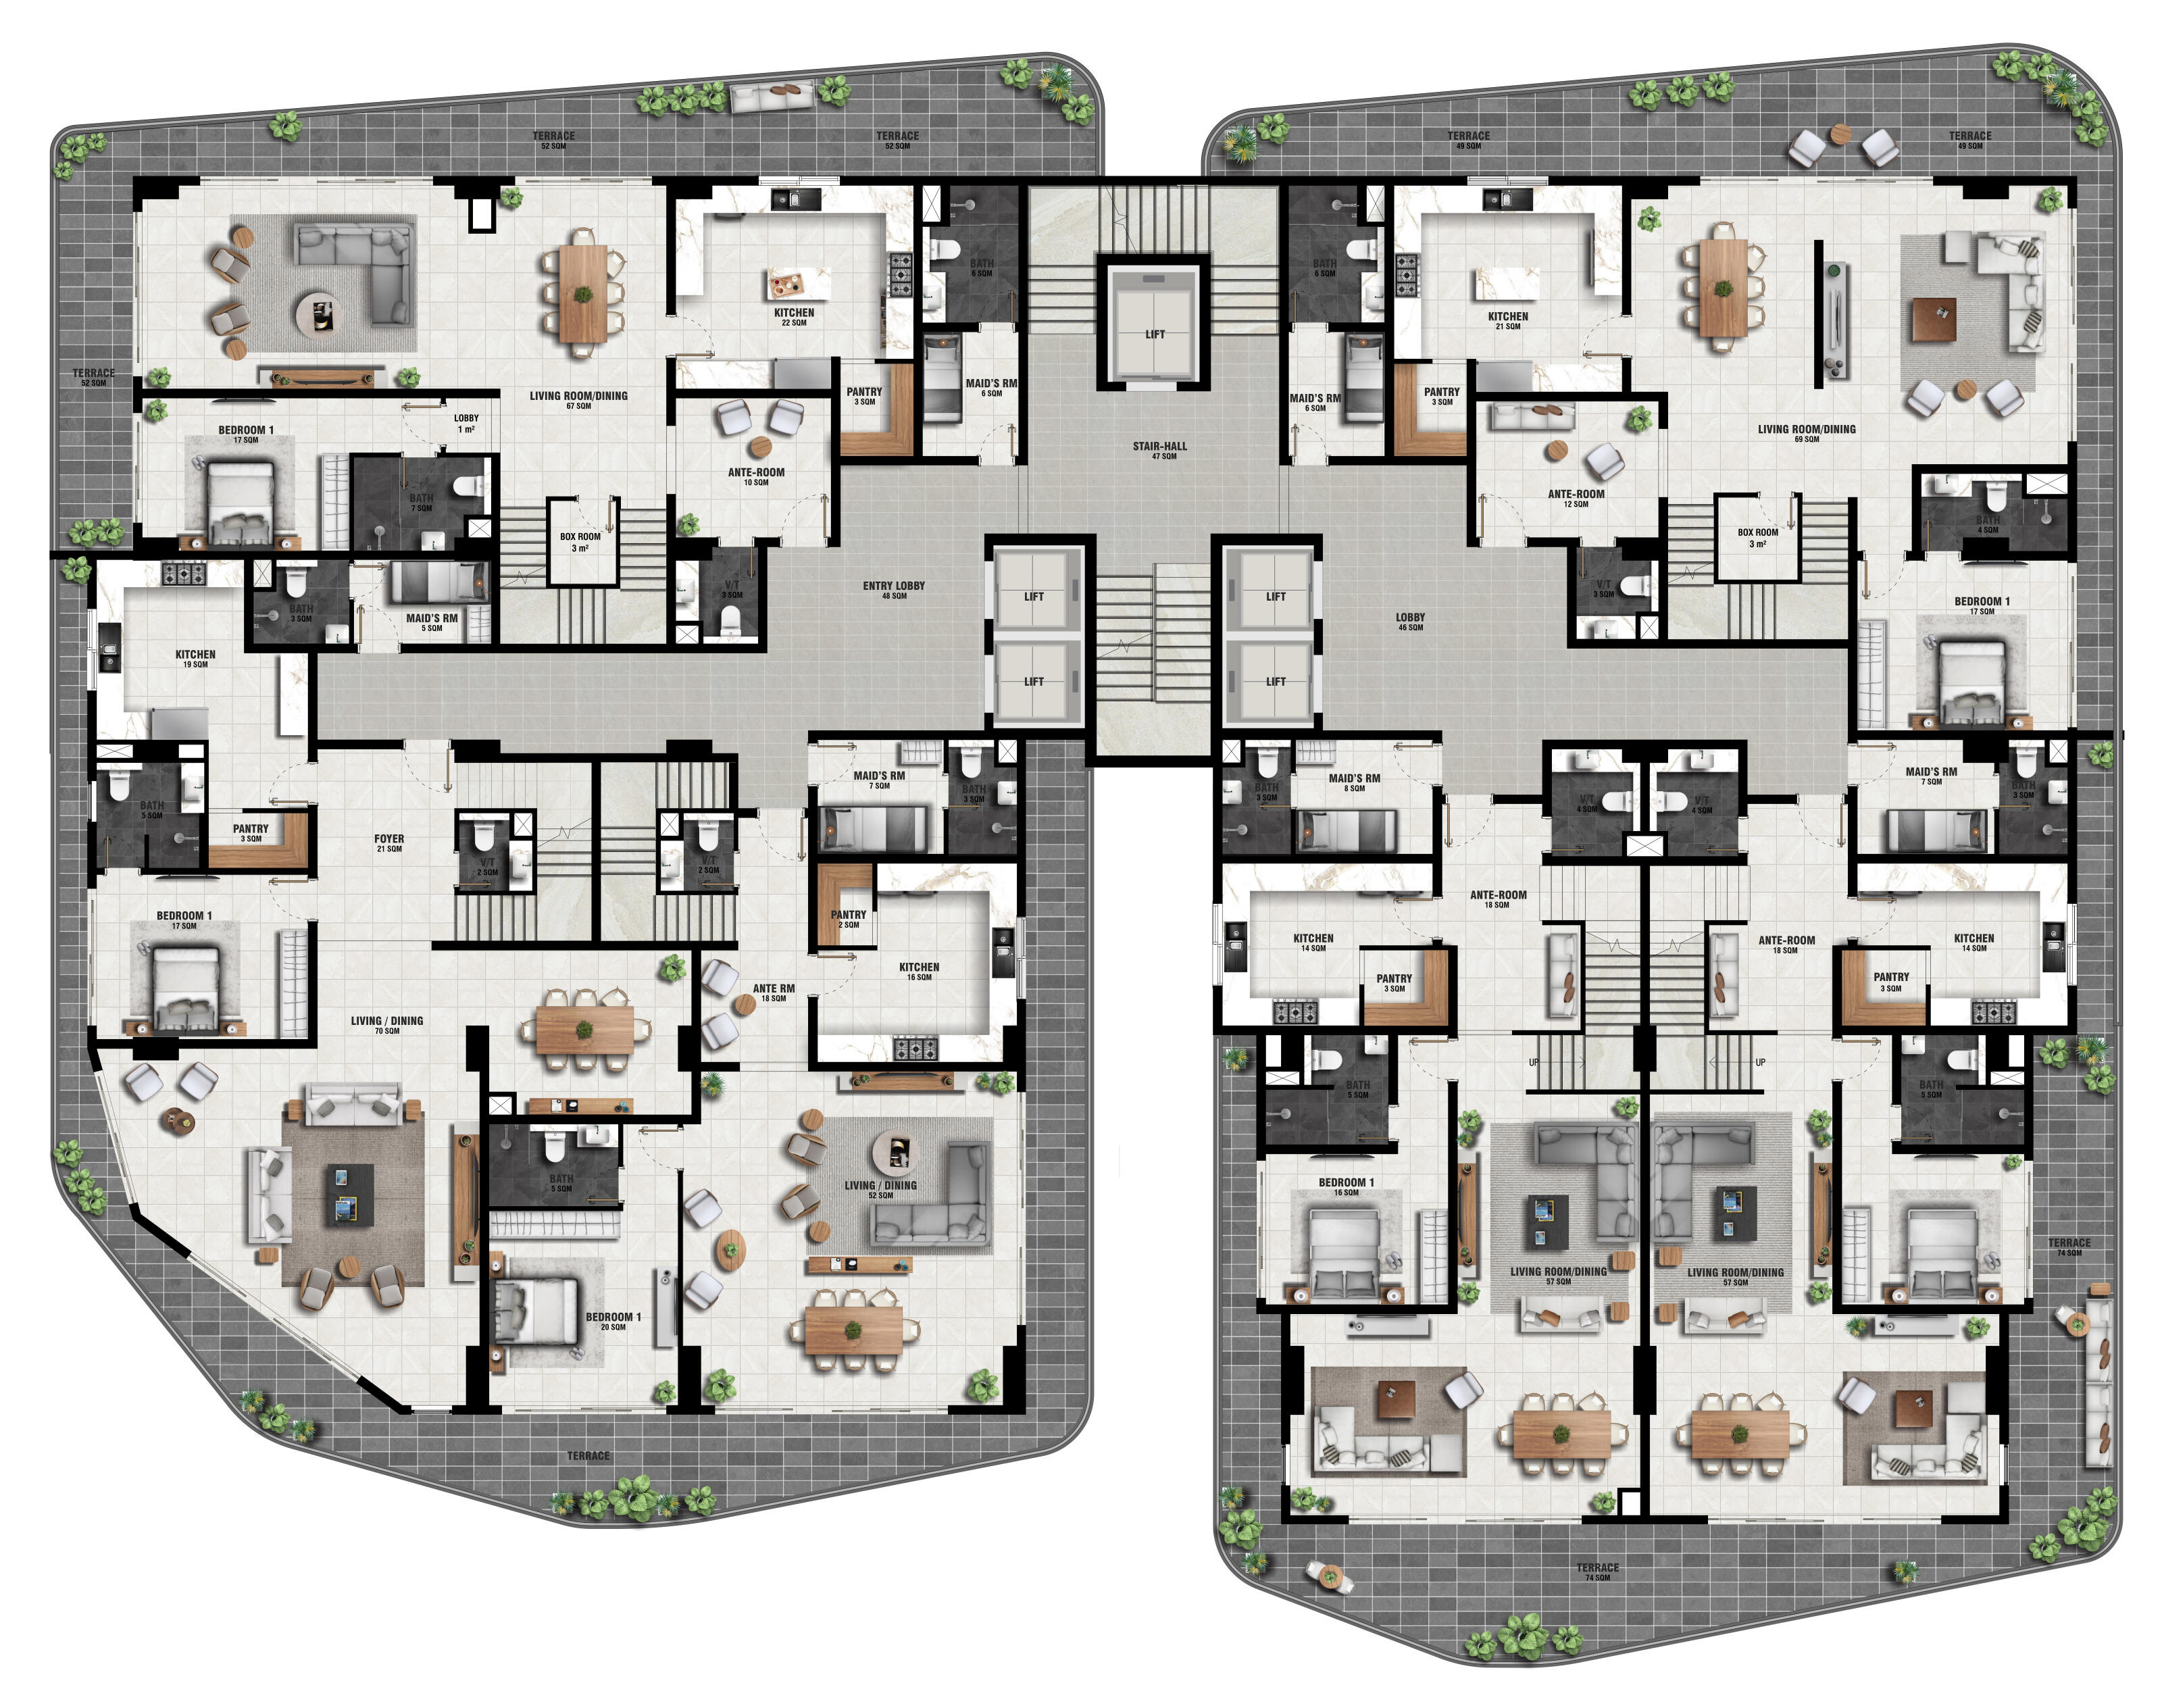 TERRACE
52 SQM
TERRACE
52 SQM
TERRACE
49 SQM
TERRACE
49 SQM
BATH
6 SQM
BATH
6 SQM
KITCHEN
22 SQM
KITCHEN
21 SQM
LIFT
TERRACE
52 SQM
LIVING ROOM/DINING
67 SQM
PANTRY
3 SQM
MAID'S RM
6 SQM
MAID'S RM
6 SQM
PANTRY
3 SQM
LOBBY
1 m²
BEDROOM 1
17 SQM
STAIR-HALL
47 SQM
LIVING ROOM/DINING
69 SQM
ANTE-ROOM
10 SQM
BATH
7 SQM
ANTE-ROOM
12 SQM
BOX ROOM
3 m²
BOX ROOM
3 m²
BATH
4 SQM
V/T
3 SQM
ENTRY LOBBY
48 SQM
LIFT
LIFT
V/T
3 SQM
BEDROOM 1
17 SQM
BATH
3 SQM
MAID'S RM
5 SQM
LOBBY
46 SQM
KITCHEN
19 SQM
LIFT
LIFT
MAID'S RM
7 SQM
BATH
3 SQM
BATH
3 SQM
MAID'S RM
8 SQM
V/T
4 SQM
V/T
4 SQM
MAID'S RM
7 SQM
BATH
3 SQM
BATH
5 SQM
PANTRY
3 SQM
FOYER
21 SQM
V/T
2 SQM
V/T
2 SQM
BEDROOM 1
17 SQM
PANTRY
2 SQM
ANTE-ROOM
18 SQM
KITCHEN
14 SQM
ANTE-ROOM
18 SQM
KITCHEN
14 SQM
KITCHEN
16 SQM
ANTE RM
18 SQM
PANTRY
3 SQM
PANTRY
3 SQM
LIVING / DINING
70 SQM
UP
UP
BATH
5 SQM
BATH
5 SQM
BATH
5 SQM
LIVING / DINING
52 SQM
BEDROOM 1
16 SQM
TERRACE
74 SQM
LIVING ROOM/DINING
57 SQM
LIVING ROOM/DINING
57 SQM
BEDROOM 1
20 SQM
TERRACE
TERRACE
74 SQM